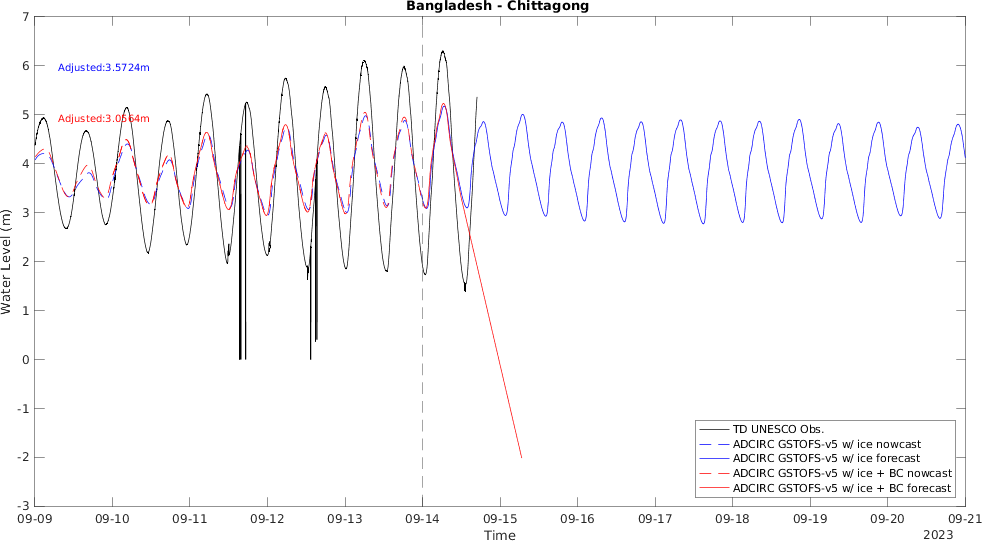 Bangladesh - Chittagong
7
6
5
4
3
2
1
0
-1
-2
-3
Water Level (m)
Adjusted:3.5724m
Adjusted:3.0564m
TD UNESCO Obs.
ADCIRC GSTOFS-v5 w/ ice nowcast
ADCIRC GSTOFS-v5 w/ ice forecast
ADCIRC GSTOFS-v5 w/ ice + BC nowcast
ADCIRC GSTOFS-v5 w/ ice + BC forecast
09-09 09-10 09-11 09-12 09-13 09-14 09-15 09-16 09-17 09-18 09-19 09-20 09-21
Time
2023